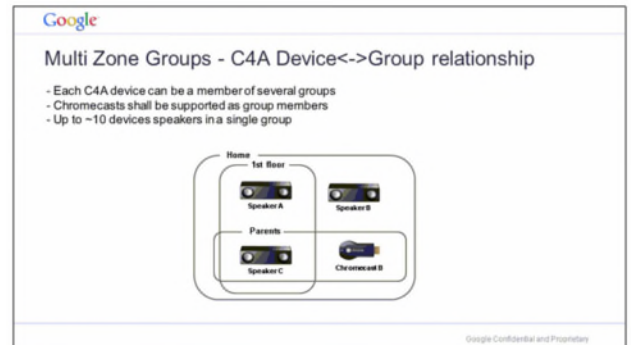 Google
Multi Zone Groups - C4A Device<->Group relationship
- Each C4A device can be a member of several groups
- Chromecasts shall be supported as group members
- Up to ~10 devices speakers in a single group
Home
1st floor
Speaker A
Speaker B
Parents
Speaker C
Chromecast B
Google Confidential and Proprietary